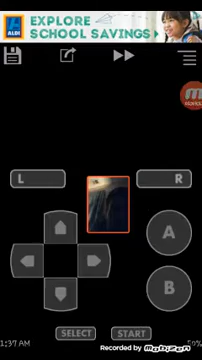 ALDI
EXPLORE
SCHOOL SAVINGS
L
R
A
B
1:37 AM
SELECT
START
Recorded by Mobizen